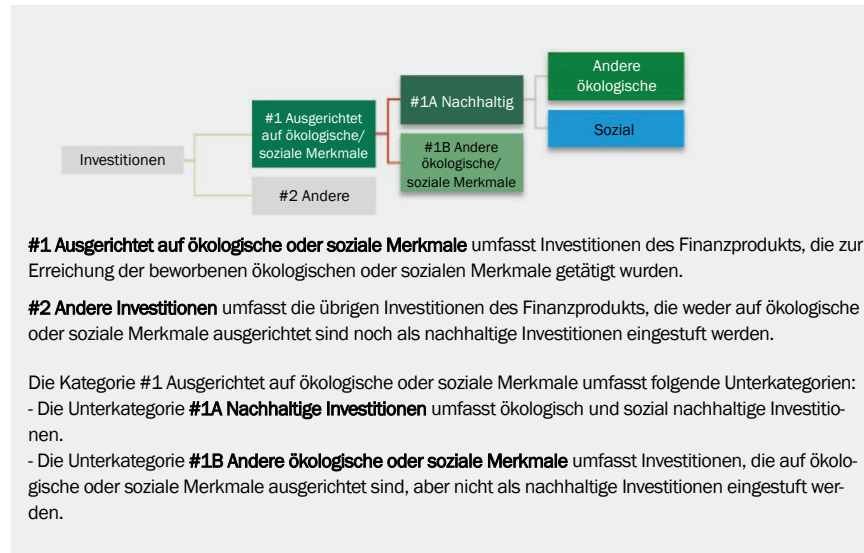 Andere
ökologische
#1A Nachhaltig
#1 Ausgerichtet
auf ökologische/
soziale Merkmale
Sozial
Investitionen
#1B Andere
ökologische/
soziale Merkmale
#2 Andere
#1 Ausgerichtet auf ökologische oder soziale Merkmale umfasst Investitionen des Finanzprodukts, die zur
Erreichung der beworbenen ökologischen oder sozialen Merkmale getätigt wurden.
#2 Andere Investitionen umfasst die übrigen Investitionen des Finanzprodukts, die weder auf ökologische
oder soziale Merkmale ausgerichtet sind noch als nachhaltige Investitionen eingestuft werden.
Die Kategorie #1 Ausgerichtet auf ökologische oder soziale Merkmale umfasst folgende Unterkategorien:
- Die Unterkategorie #1A Nachhaltige Investitionen umfasst ökologisch und sozial nachhaltige Investitio-
nen.
- Die Unterkategorie #1B Andere ökologische oder soziale Merkmale umfasst Investitionen, die auf ökolo-
gische oder soziale Merkmale ausgerichtet sind, aber nicht als nachhaltige Investitionen eingestuft wer-
den.